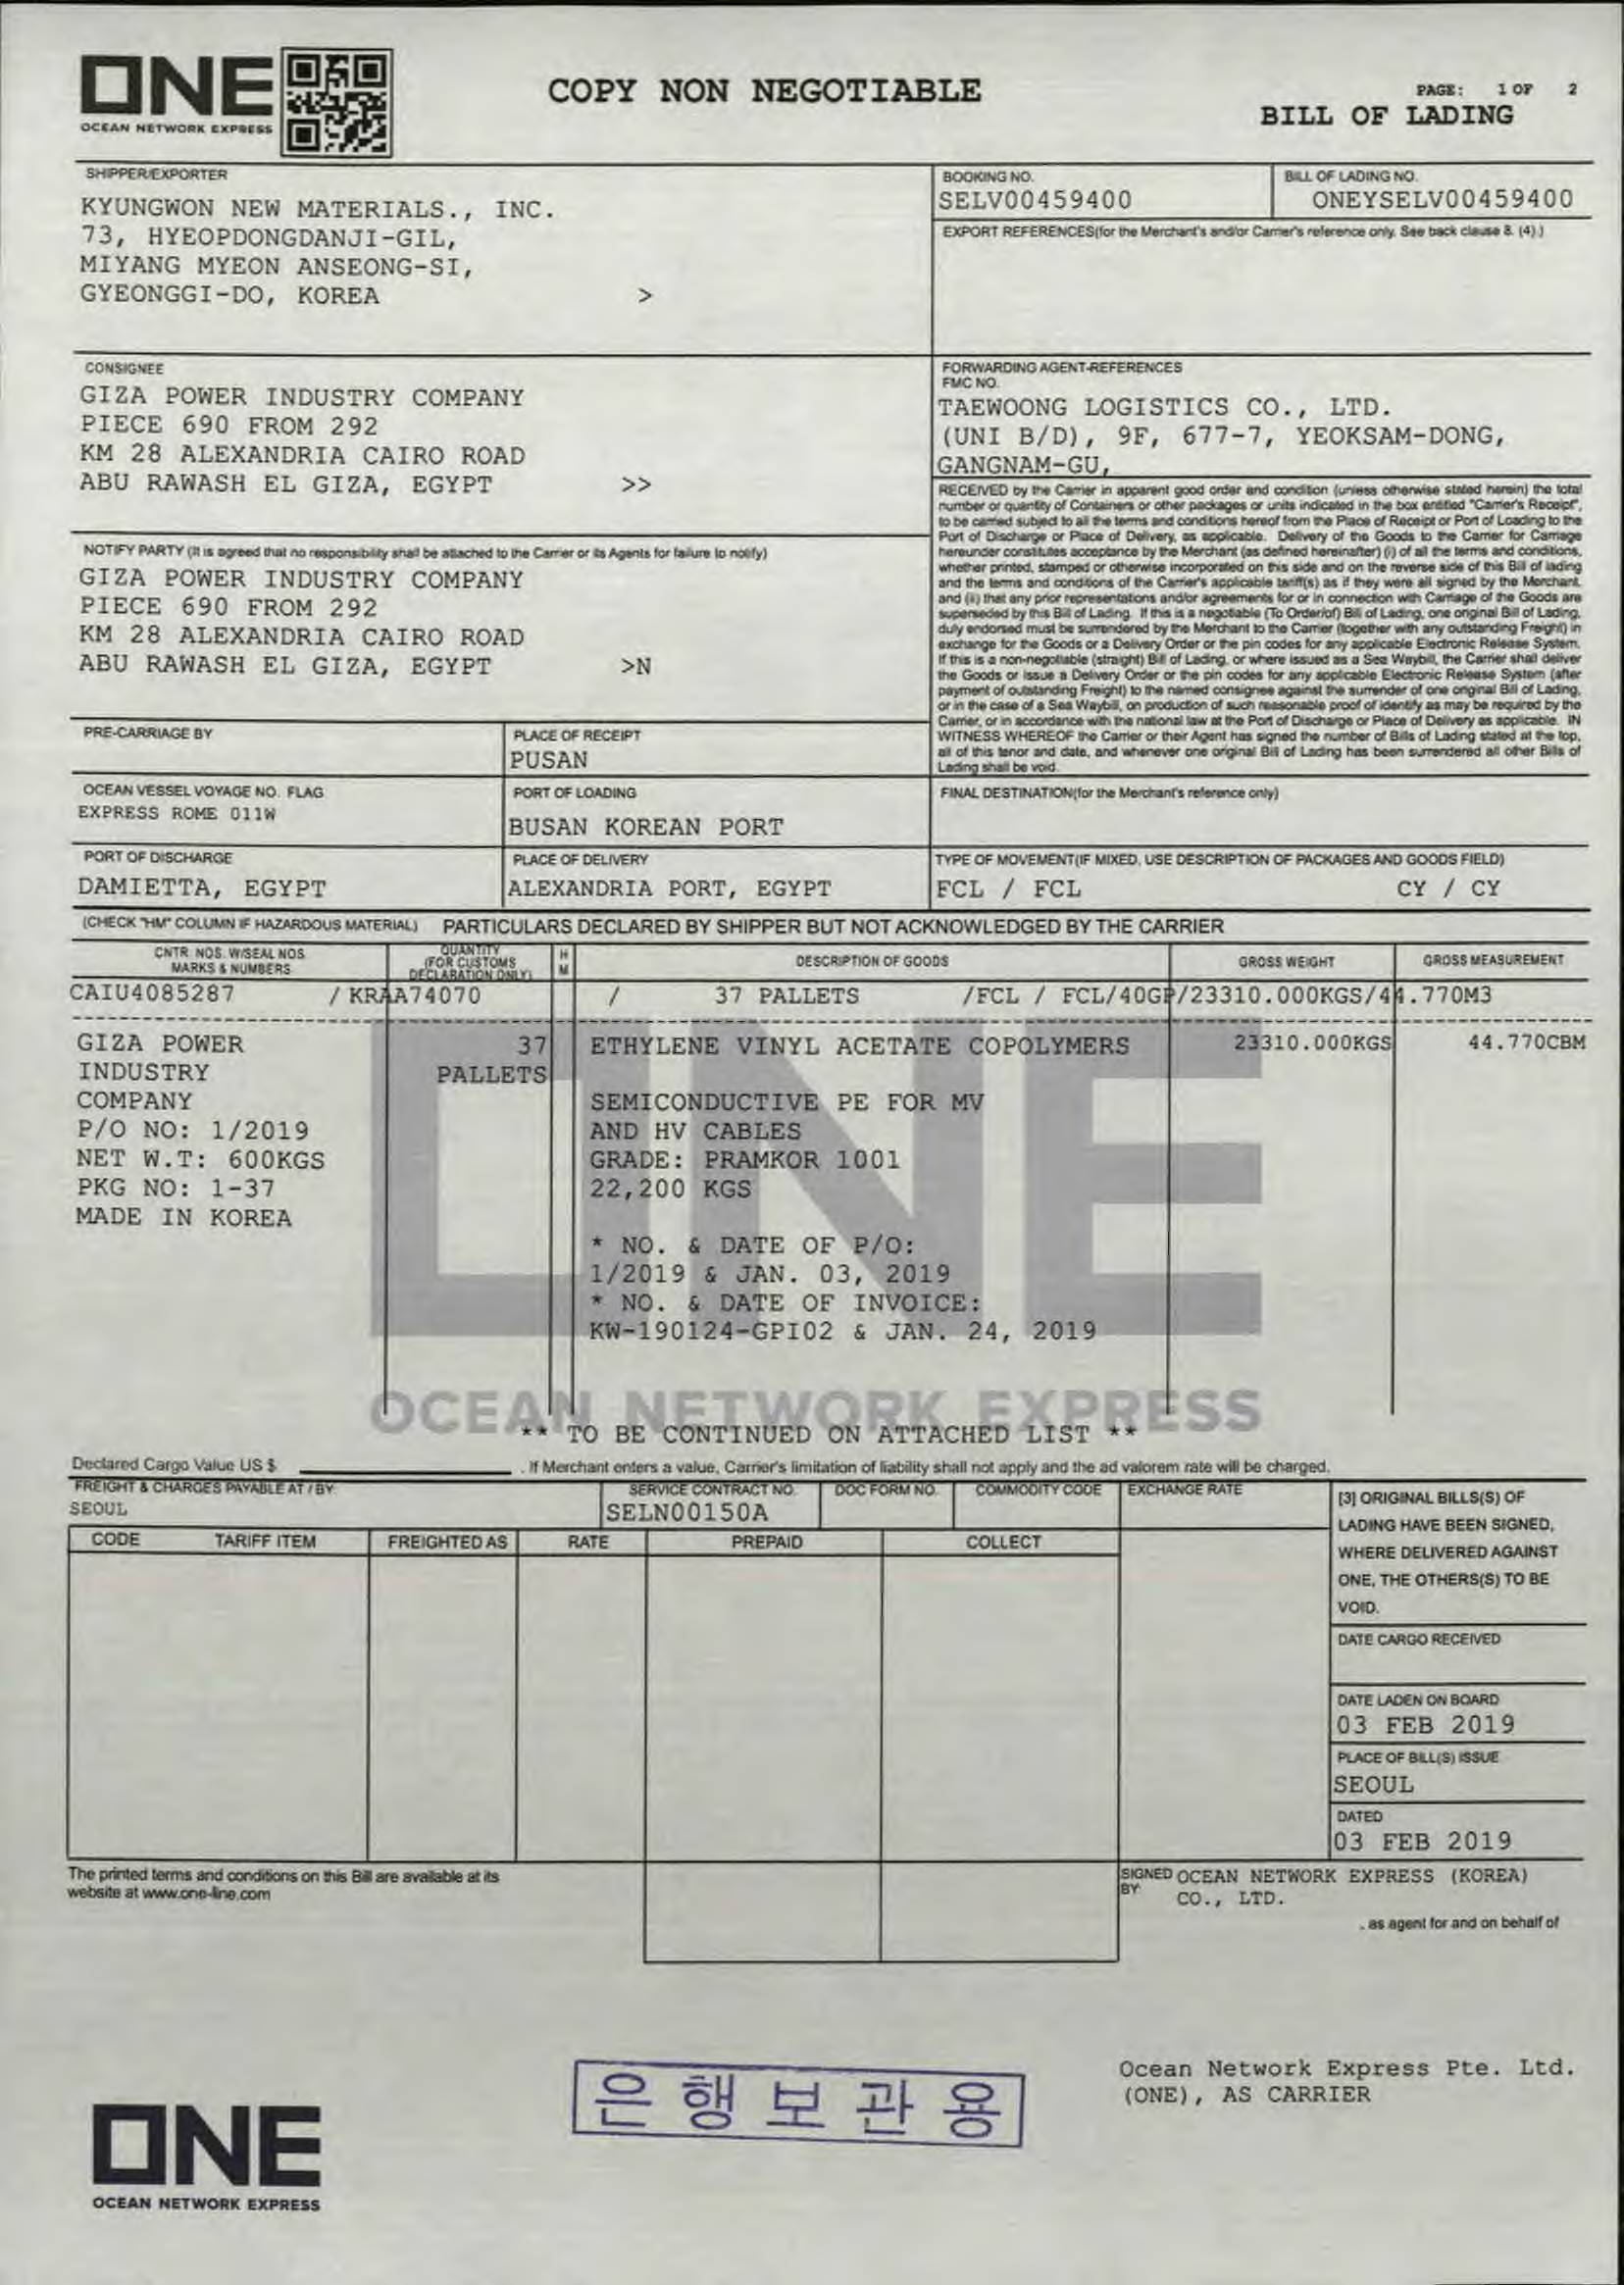 ONE
OCEAN NETWORK EXPRESS
COPY NON NEGOTIABLE
PAGE: 1 OF 2
BILL OF LADING
SHIPPER/EXPORTER
KYUNGWON NEW MATERIALS., INC.
73, HYEOPDONGDANJI-GIL,
MIYANG MYEON ANSEONG-SI,
GYEONGGI-DO, KOREA >
BOOKING NO.
SELV00459400
BILL OF LADING NO.
ONEYSELV00459400
EXPORT REFERENCES(for the Merchant's and/or Carrier's reference only. See back clause 8. (4).)
CONSIGNEE
GIZA POWER INDUSTRY COMPANY
PIECE 690 FROM 292
KM 28 ALEXANDRIA CAIRO ROAD
ABU RAWASH EL GIZA, EGYPT >>
FORWARDING AGENT-REFERENCES
FMC NO.
TAEWOONG LOGISTICS CO., LTD.
(UNI B/D), 9F, 677-7, YEOKSAM-DONG,
GANGNAM-GU,
NOTIFY PARTY (It is agreed that no responsibility shall be attached to the Carrier or its Agents for failure to notify)
GIZA POWER INDUSTRY COMPANY
PIECE 690 FROM 292
KM 28 ALEXANDRIA CAIRO ROAD
ABU RAWASH EL GIZA, EGYPT >N
RECEIVED by the Carrier in apparent good order and condition (unless otherwise stated herein) the total
number or quantity of Containers or other packages or units indicated in the box entitled "Carrier's Receipt",
to be carried subject to all the terms and conditions hereof from the Place of Receipt or Port of Loading to the
Port of Discharge or Place of Delivery, as applicable. Delivery of the Goods to the Carrier for Carriage
hereunder constitutes acceptance by the Merchant (as defined hereinafter) (i) of all the terms and conditions,
whether printed, stamped or otherwise incorporated on this side and on the reverse side of this Bill of lading
and the terms and conditions of the Carrier's applicable tariff(s) as if they were all signed by the Merchant.
and (ii) that any prior representations and/or agreements for or in connection with Carriage of the Goods are
superseded by this Bill of Lading. If this is a negotiable (To Order/of) Bill of Lading, one original Bill of Lading,
duly endorsed must be surrendered by the Merchant to the Carrier (together with any outstanding Freight) in
exchange for the Goods or a Delivery Order or the pin codes for any applicable Electronic Release System.
If this is a non-negotiable (straight) Bill of Lading, or where issued as a Sea Waybill, the Carrier shall deliver
the Goods or issue a Delivery Order or the pin codes for any applicable Electronic Release System (after
payment of outstanding Freight) to the named consignee against the surrender of one original Bill of Lading,
or in the case of a Sea Waybill, on production of such reasonable proof of identify as may be required by the
Carrier, or in accordance with the national law at the Port of Discharge or Place of Delivery as applicable. IN
WITNESS WHEREOF the Carrier or their Agent has signed the number of Bills of Lading stated at the top,
all of this tenor and date, and whenever one original Bill of Lading has been surrendered all other Bills of
Lading shall be void.
PRE-CARRIAGE BY
PLACE OF RECEIPT
PUSAN
OCEAN VESSEL VOYAGE NO. FLAG
EXPRESS ROME 011W
PORT OF LOADING
BUSAN KOREAN PORT
FINAL DESTINATION(for the Merchant's reference only)
PORT OF DISCHARGE
DAMIETTA, EGYPT
PLACE OF DELIVERY
ALEXANDRIA PORT, EGYPT
TYPE OF MOVEMENT(IF MIXED, USE DESCRIPTION OF PACKAGES AND GOODS FIELD)
FCL / FCL CY / CY
(CHECK "HM" COLUMN IF HAZARDOUS MATERIAL) PARTICULARS DECLARED BY SHIPPER BUT NOT ACKNOWLEDGED BY THE CARRIER
CNTR. NOS. W/SEAL NOS.
MARKS & NUMBERS
QUANTITY
(FOR CUSTOMS
DECLARATION ONLY)
H
M
DESCRIPTION OF GOODS
GROSS WEIGHT
GROSS MEASUREMENT
CAIU4085287 / KRAA74070 / 37 PALLETS /FCL / FCL/40GP/23310.000KGS/44.770M3
GIZA POWER 37 ETHYLENE VINYL ACETATE COPOLYMERS 23310.000KGS 44.770CBM
INDUSTRY PALLETS
COMPANY SEMICONDUCTIVE PE FOR MV
P/O NO: 1/2019 AND HV CABLES
NET W.T: 600KGS GRADE: PRAMKOR 1001
PKG NO: 1-37 22,200 KGS
MADE IN KOREA
* NO. & DATE OF P/O:
1/2019 & JAN. 03, 2019
* NO. & DATE OF INVOICE:
KW-190124-GPI02 & JAN. 24, 2019
ONE
OCEAN NETWORK EXPRESS
** TO BE CONTINUED ON ATTACHED LIST **
Declared Cargo Value US $ . If Merchant enters a value, Carrier's limitation of liability shall not apply and the ad valorem rate will be charged.
FREIGHT & CHARGES PAYABLE AT / BY:
SEOUL
SERVICE CONTRACT NO.
SELN00150A
DOC FORM NO.
COMMODITY CODE
EXCHANGE RATE
CODE TARIFF ITEM FREIGHTED AS RATE PREPAID COLLECT
[3] ORIGINAL BILLS(S) OF
LADING HAVE BEEN SIGNED,
WHERE DELIVERED AGAINST
ONE, THE OTHERS(S) TO BE
VOID.
DATE CARGO RECEIVED
DATE LADEN ON BOARD
03 FEB 2019
PLACE OF BILL(S) ISSUE
SEOUL
DATED
03 FEB 2019
The printed terms and conditions on this Bill are available at its
website at www.one-line.com
SIGNED BY: OCEAN NETWORK EXPRESS (KOREA)
CO., LTD.
, as agent for and on behalf of
Ocean Network Express Pte. Ltd.
(ONE), AS CARRIER
은행보관용
ONE
OCEAN NETWORK EXPRESS